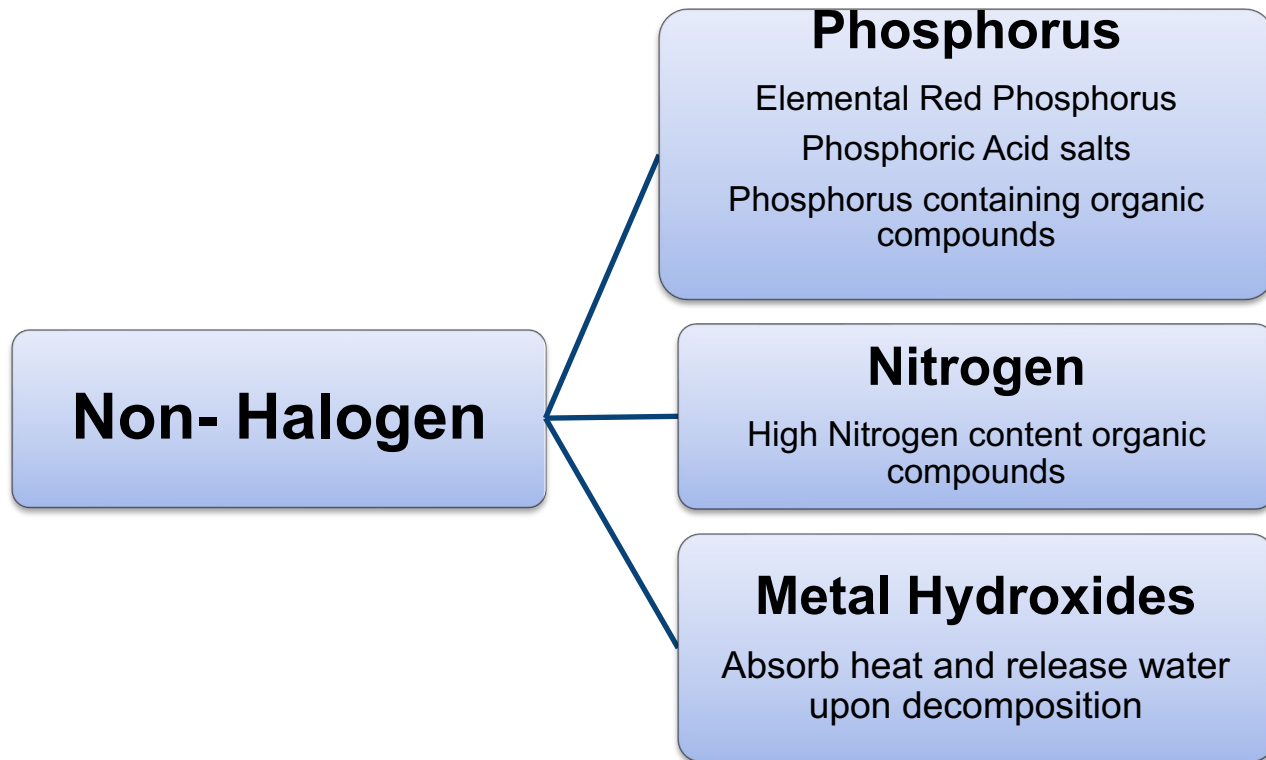 Phosphorus
Elemental Red Phosphorus
Phosphoric Acid salts
Phosphorus containing organic
compounds
Non- Halogen
Nitrogen
High Nitrogen content organic
compounds
Metal Hydroxides
Absorb heat and release water
upon decomposition